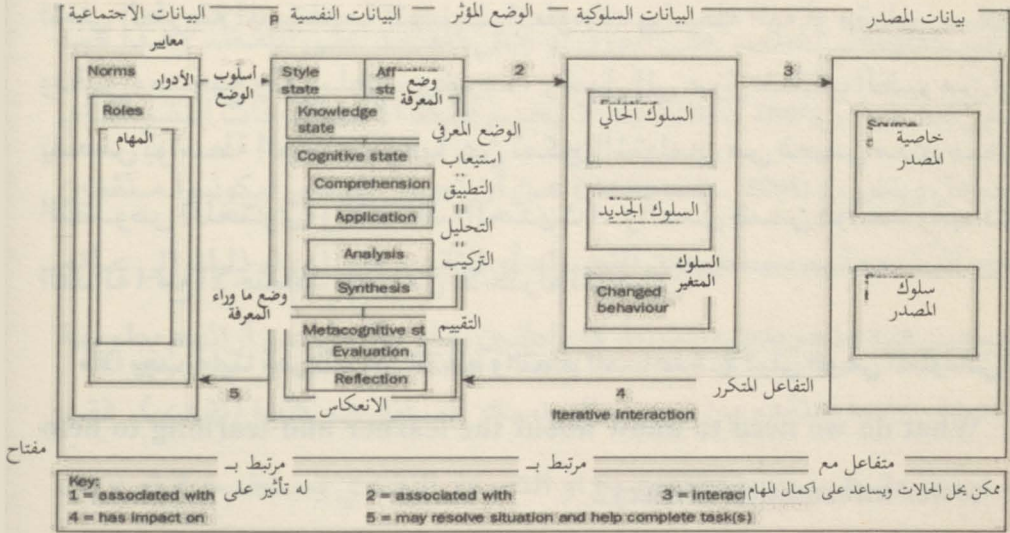 البيانات الاجتماعية
البيانات النفسية
الوضع المؤثر
البيانات السلوكية
بيانات المصدر
معايير
Norms
الأدوار
Roles
المهام
أسلوب
الوضع
Style
state
وضع
المعرفة
Knowledge
state
الوضع المعرفي
Cognitive state
استبعاب
Comprehension
التطبيق
Application
التحليل
Analysis
التركيب
Synthesis
وضع ما وراء
المعرفة
التقييم
Metacognitive st
Evaluation
Reflection
الانعكاس
2
السلوك الحالي
السلوك الجديد
السلوك
المتغير
Changed
behaviour
3
خاصية
المصدر
سلوك
المصدر
5
4
التفاعل المتكرر
Iterative Interaction
مفتاح
مرتبط بـ
مرتبط بـ
متفاعل مع
Key:
1 = associated with
له تأثير على
2 = associated with
3 = interac
ممكن يحل الحالات ويساعد على اكمال المهام
4 = has impact on
5 = may resolve situation and help complete task(s)